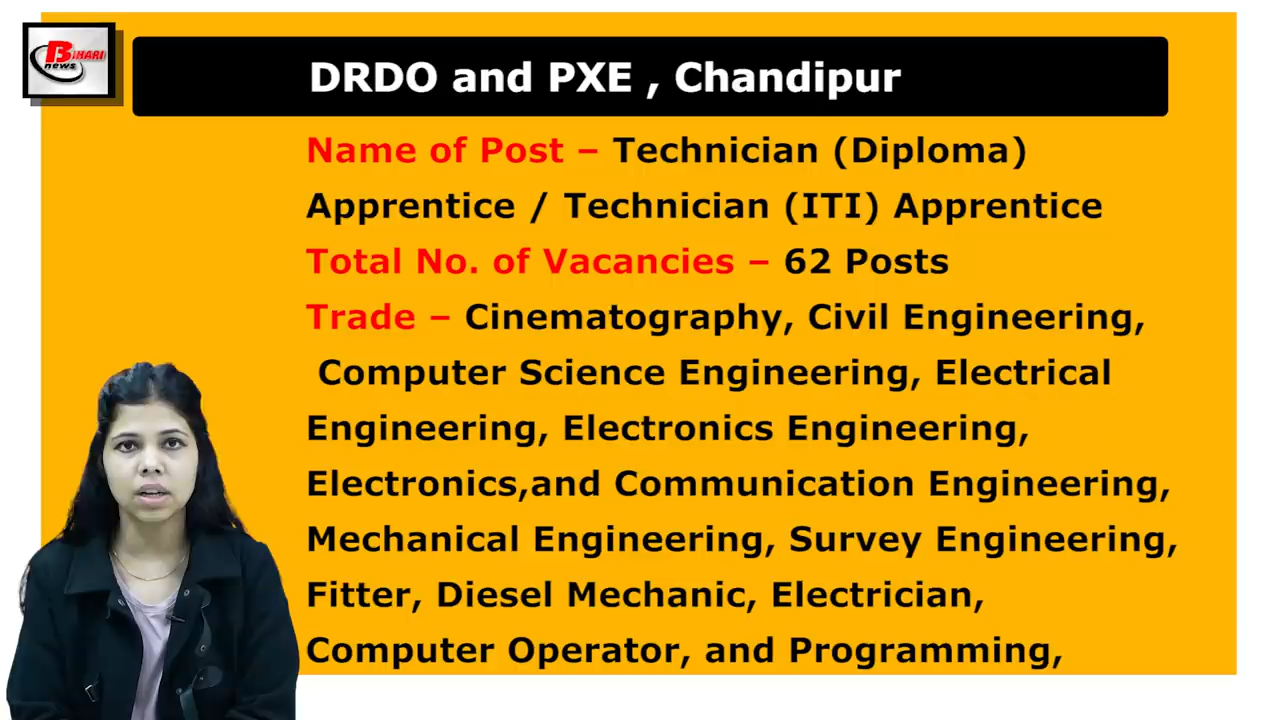 BIHARI
news
DRDO and PXE , Chandipur
Name of Post – Technician (Diploma)
Apprentice / Technician (ITI) Apprentice
Total No. of Vacancies – 62 Posts
Trade – Cinematography, Civil Engineering,
Computer Science Engineering, Electrical
Engineering, Electronics Engineering,
Electronics,and Communication Engineering,
Mechanical Engineering, Survey Engineering,
Fitter, Diesel Mechanic, Electrician,
Computer Operator, and Programming,